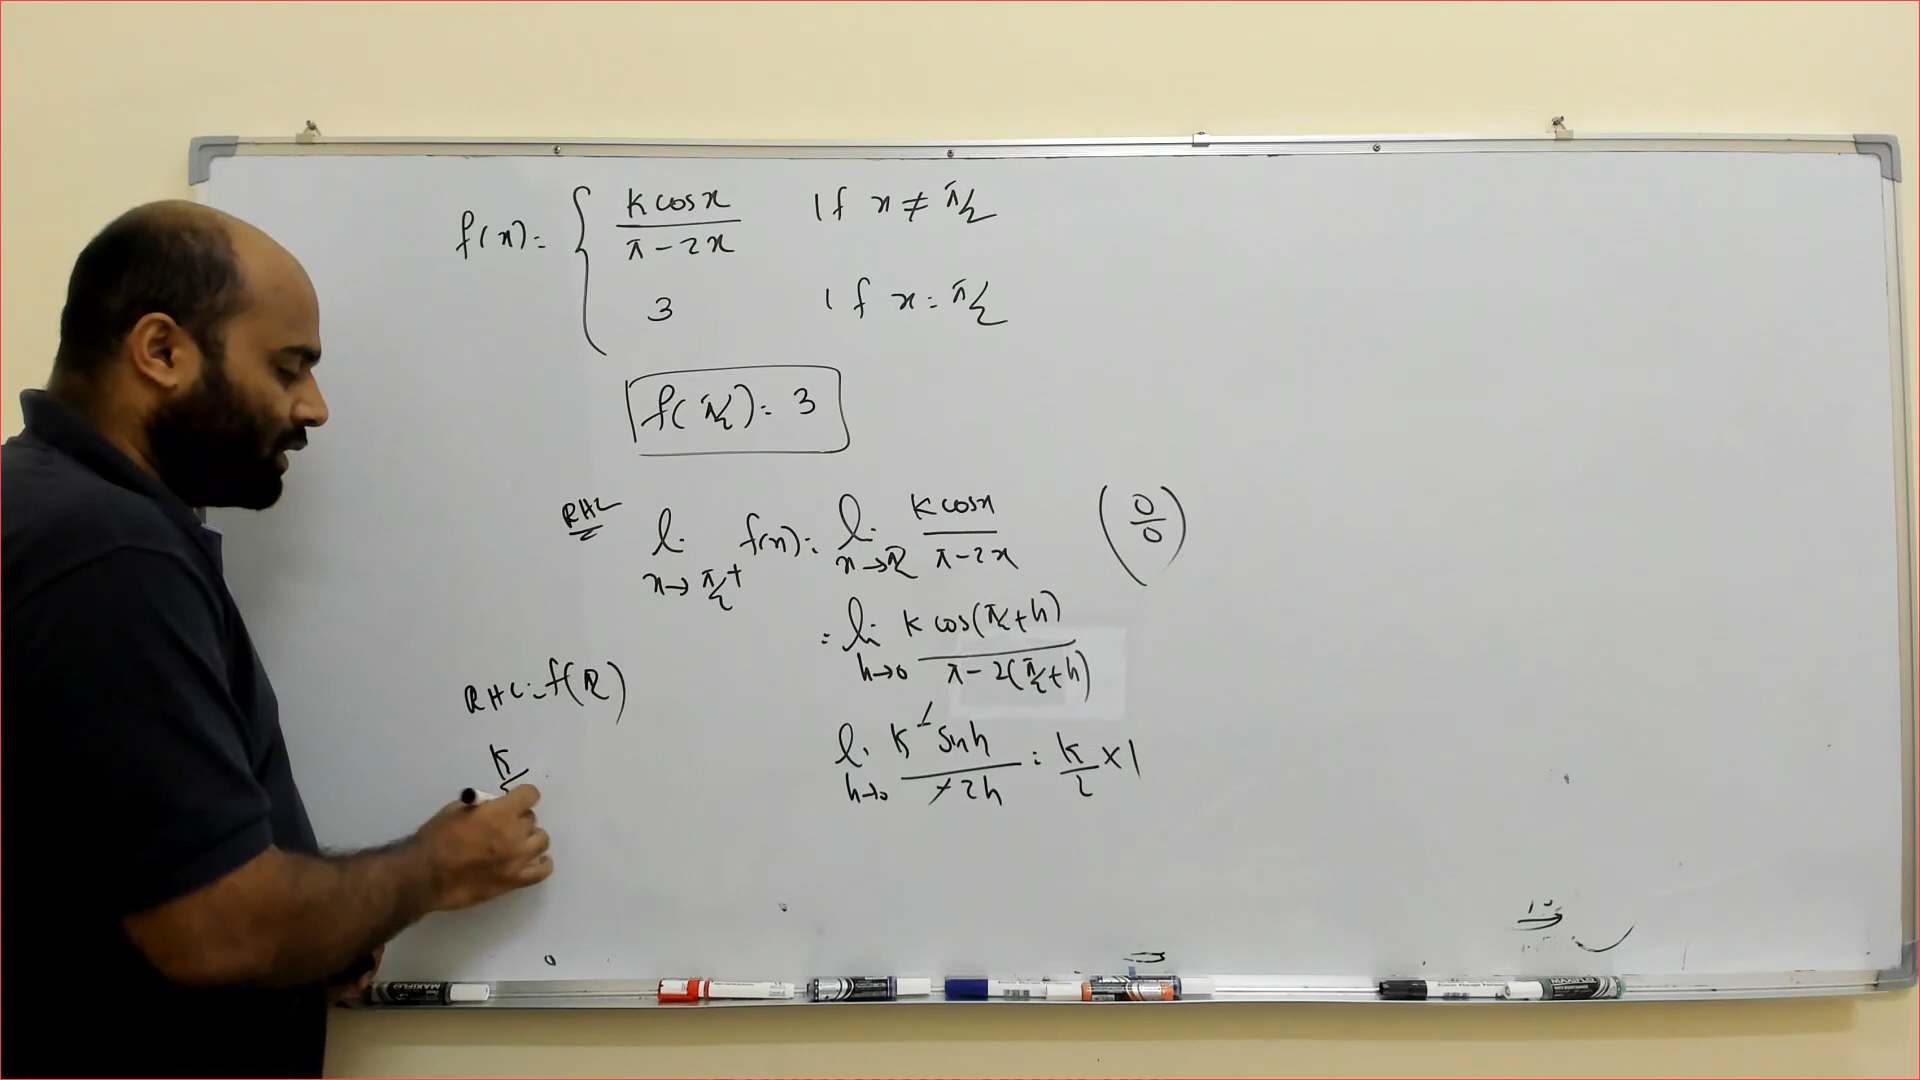 f(x) = { k cos x / π - 2x If x ≠ π/2
3 if x = π/2
f(π/2) = 3
RHL lim x→π/2+ f(x) = lim x→π/2 k cos x / π - 2x (0/0)
= lim h→0 k cos(π/2 + h) / π - 2(π/2 + h)
RHL = f(π/2)
lim h→0 k - sin h / - 2h = k/2 × 1
k